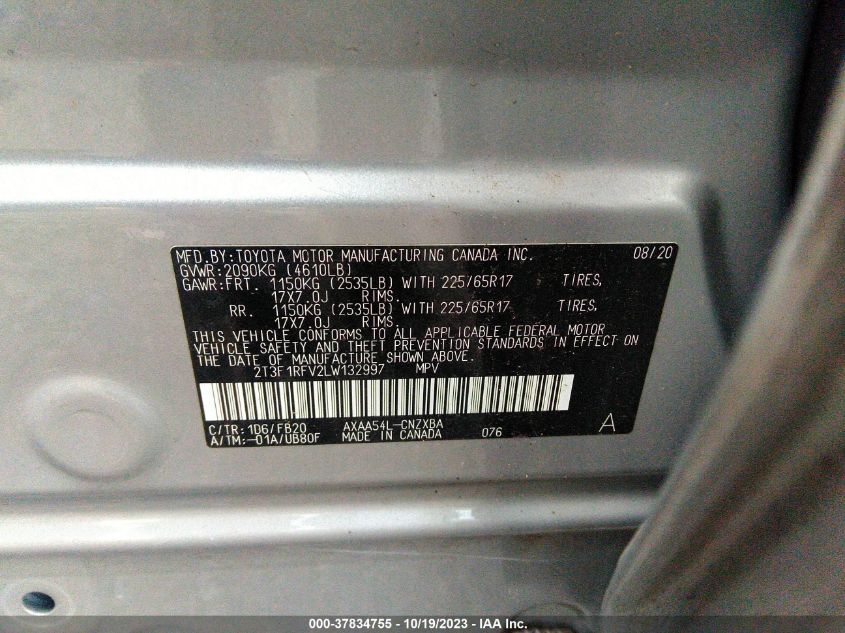 MFD.BY:TOYOTA MOTOR MANUFACTURING CANADA INC. 08/20
GVWR:2090KG (4610LB)
GAWR:FRT. 1150KG (2535LB) WITH 225/65R17 TIRES,
17X7.0J RIMS.
RR. 1150KG (2535LB) WITH 225/65R17 TIRES,
17X7.0J RIMS.
THIS VEHICLE CONFORMS TO ALL APPLICABLE FEDERAL MOTOR
VEHICLE SAFETY AND THEFT PREVENTION STANDARDS IN EFFECT ON
THE DATE OF MANUFACTURE SHOWN ABOVE.
2T3F1RFV2LW132997 MPV
C/TR:1D6/FB20 AXAA54L-CNZXBA
A/TM:-01A/UB80F MADE IN CANADA 076 A
000-37834755 - 10/19/2023 - IAA Inc.